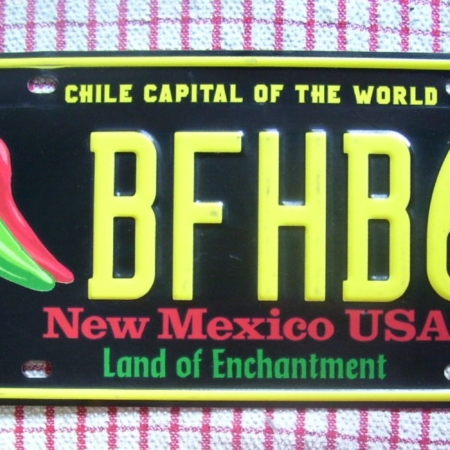 CHILE CAPITAL OF THE WORLD
BFHB
New Mexico USA
Land of Enchantment